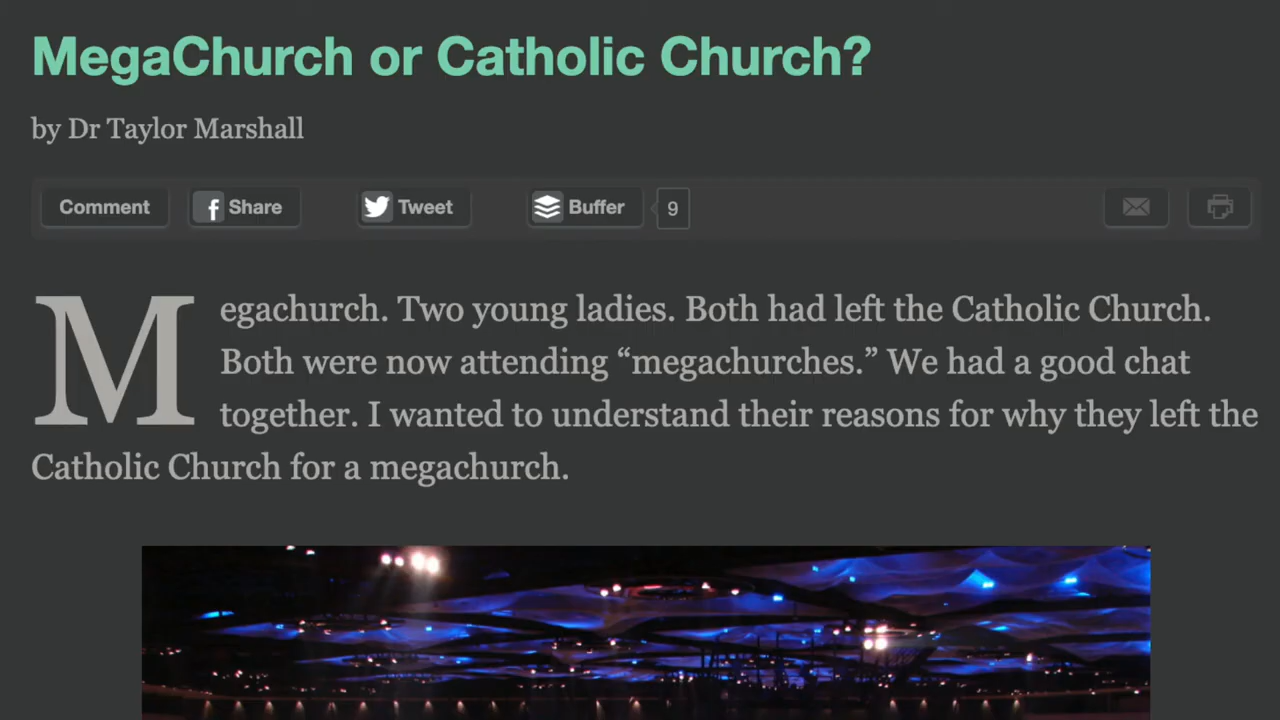 MegaChurch or Catholic Church?
by Dr Taylor Marshall
Comment Share Tweet Buffer 9
Megachurch. Two young ladies. Both had left the Catholic Church.
Both were now attending “megachurches.” We had a good chat
together. I wanted to understand their reasons for why they left the
Catholic Church for a megachurch.